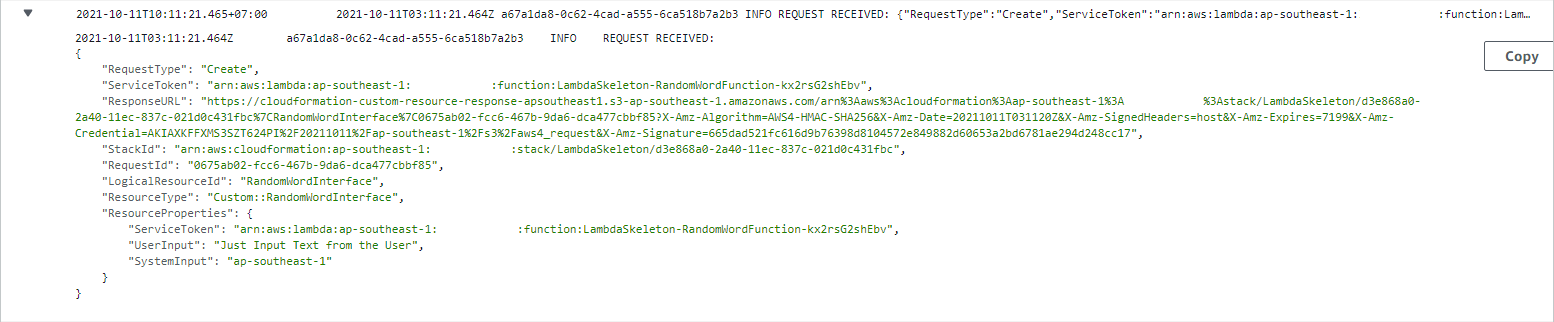 2021-10-11T10:11:21.465+07:00 2021-10-11T03:11:21.464Z a67a1da8-0c62-4cad-a555-6ca518b7a2b3 INFO REQUEST RECEIVED: {"RequestType":"Create","ServiceToken":"arn:aws:lambda:ap-southeast-1: :function:Lam…
2021-10-11T03:11:21.464Z a67a1da8-0c62-4cad-a555-6ca518b7a2b3 INFO REQUEST RECEIVED:
Copy
{
"RequestType": "Create",
"ServiceToken": "arn:aws:lambda:ap-southeast-1: :function:LambdaSkeleton-RandomWordFunction-kx2rsG2shEbv",
"ResponseURL": "https://cloudformation-custom-resource-response-apsoutheast1.s3-ap-southeast-1.amazonaws.com/arn%3Aaws%3Acloudformation%3Aap-southeast-1%3A %3Astack/LambdaSkeleton/d3e868a0-
2a40-11ec-837c-021d0c431fbc%7CRandomWordInterface%7C0675ab02-fcc6-467b-9da6-dca477cbbf85?X-Amz-Algorithm=AWS4-HMAC-SHA256&X-Amz-Date=20211011T031120Z&X-Amz-SignedHeaders=host&X-Amz-Expires=7199&X-Amz-
Credential=AKIAXKFFXMS3SZT624PI%2F20211011%2Fap-southeast-1%2Fs3%2Faws4_request&X-Amz-Signature=665dad521fc616d9b76398d8104572e849882d60653a2bd6781ae294d248cc17",
"StackId": "arn:aws:cloudformation:ap-southeast-1: :stack/LambdaSkeleton/d3e868a0-2a40-11ec-837c-021d0c431fbc",
"RequestId": "0675ab02-fcc6-467b-9da6-dca477cbbf85",
"LogicalResourceId": "RandomWordInterface",
"ResourceType": "Custom::RandomWordInterface",
"ResourceProperties": {
"ServiceToken": "arn:aws:lambda:ap-southeast-1: :function:LambdaSkeleton-RandomWordFunction-kx2rsG2shEbv",
"UserInput": "Just Input Text from the User",
"SystemInput": "ap-southeast-1"
}
}